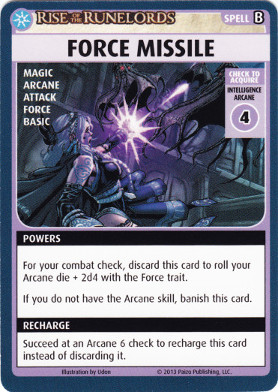 RISE OF THE RUNELORDS SPELL B
FORCE MISSILE
MAGIC
ARCANE
ATTACK
FORCE
BASIC
CHECK TO
ACQUIRE
INTELLIGENCE
ARCANE
4
POWERS
For your combat check, discard this card to roll your
Arcane die + 2d4 with the Force trait.
If you do not have the Arcane skill, banish this card.
RECHARGE
Succeed at an Arcane 6 check to recharge this card
instead of discarding it.
Illustration by Udon © 2013 Paizo Publishing, LLC.